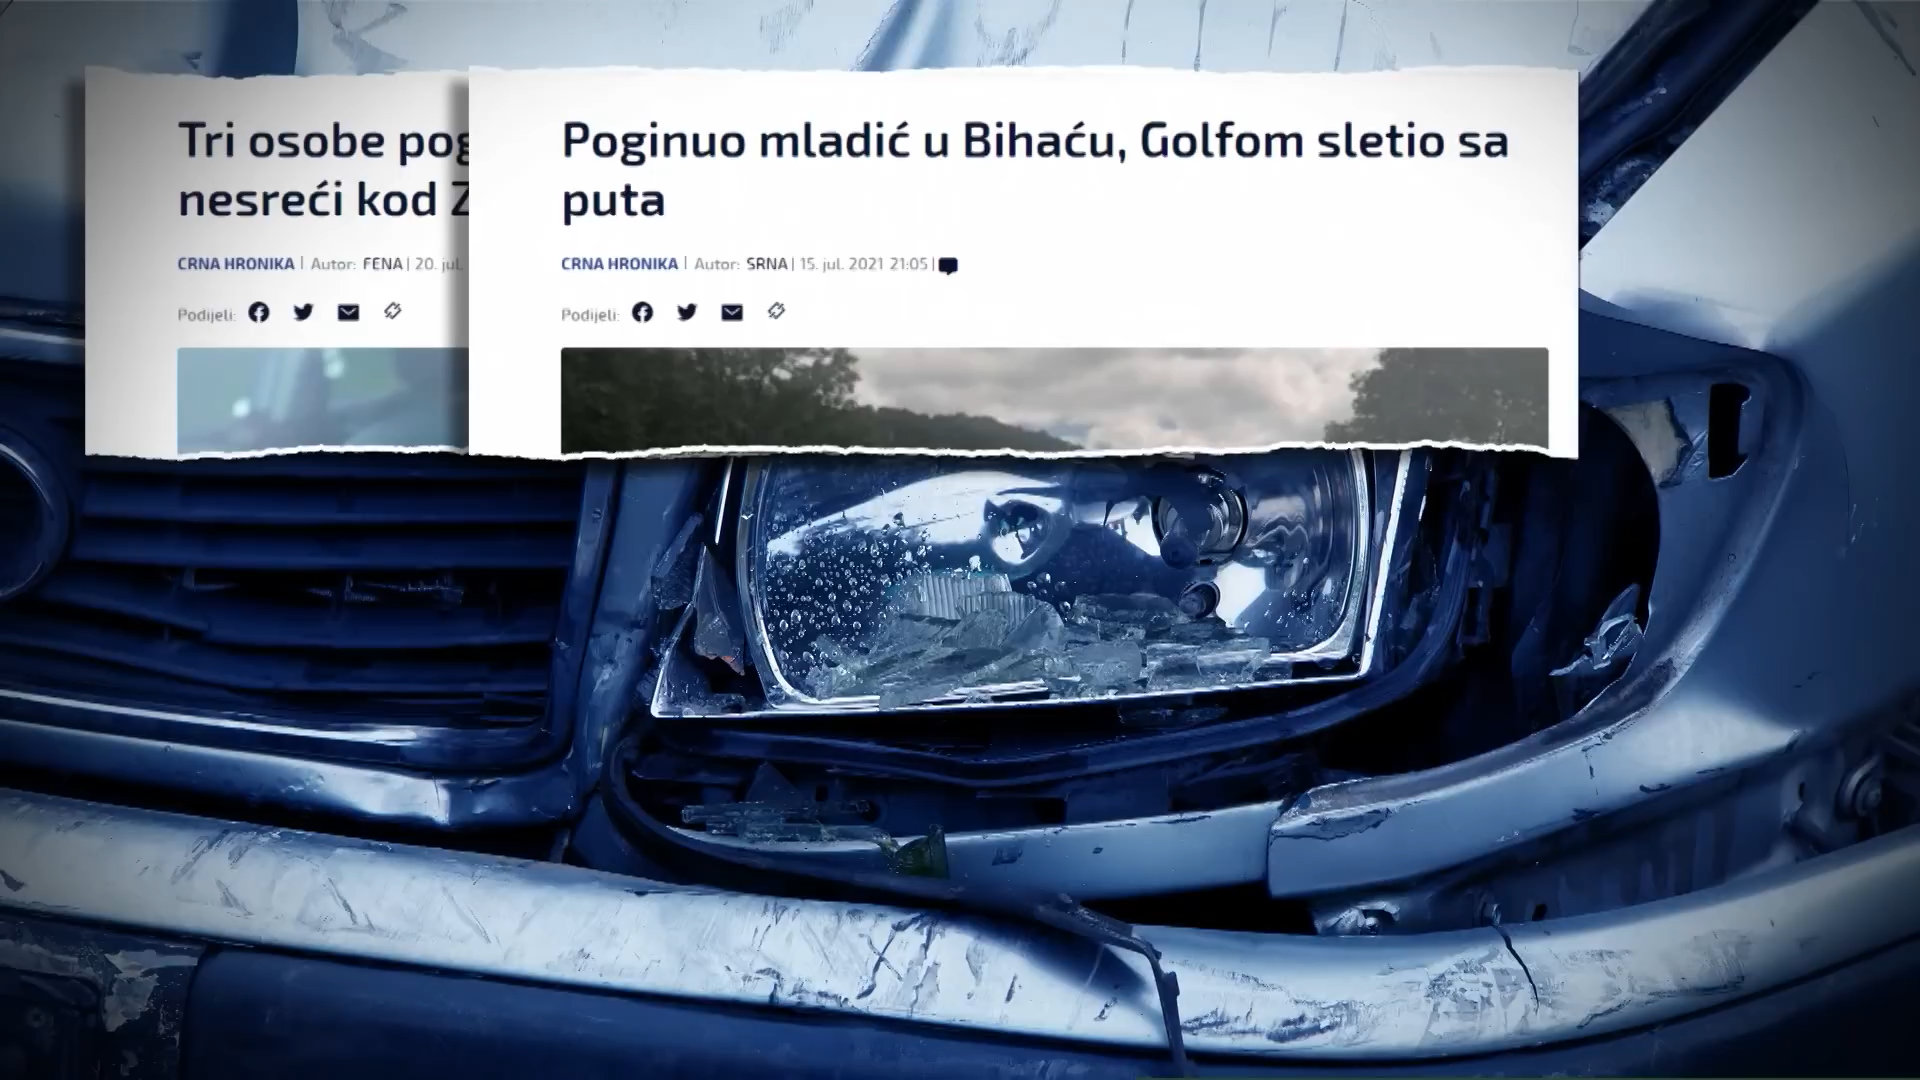 Tri osobe
nesreći kod
CRNA HRONIKA | Autor: FENA | 20. jul.
Podijeli:
Poginuo mladić u Bihaću, Golfom sletio sa
puta
CRNA HRONIKA | Autor: SRNA | 15. jul. 2021 21:05 |
Podijeli: